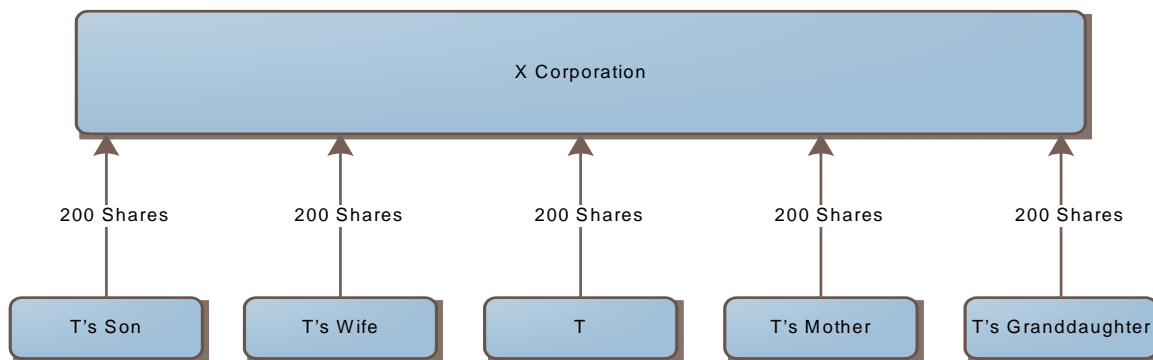 X Corporation
200 Shares
200 Shares
200 Shares
200 Shares
200 Shares
T's Son
T's Wife
T
T's Mother
T's Granddaughter